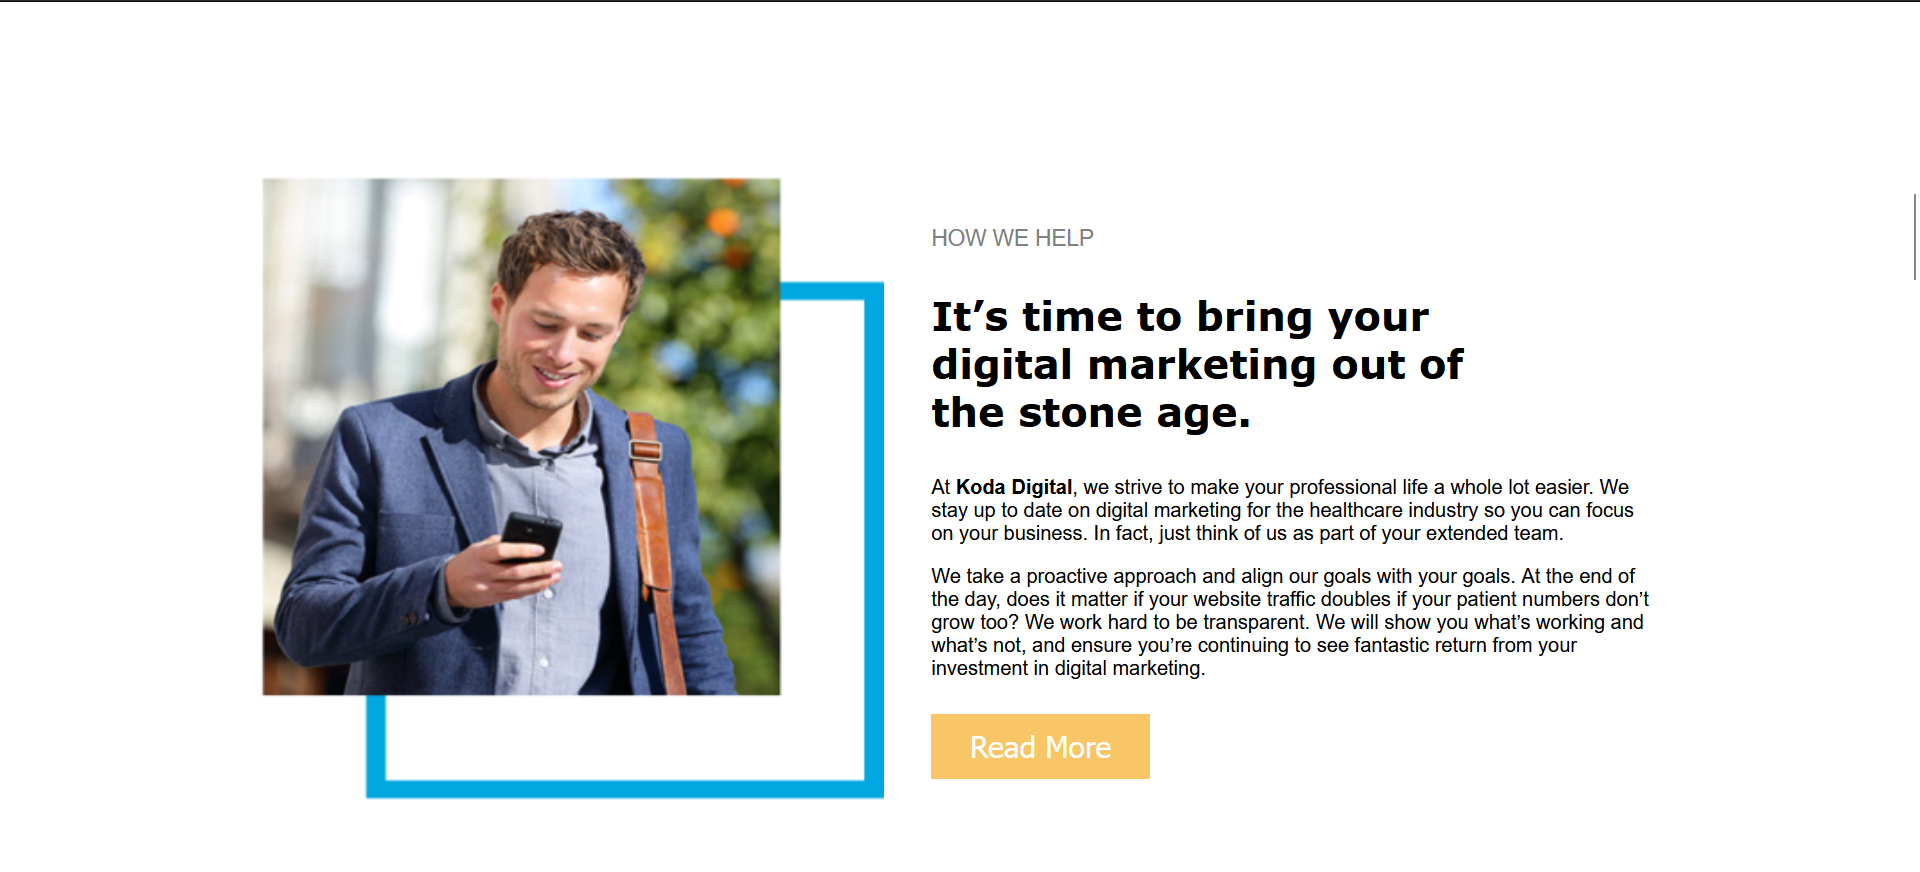 HOW WE HELP
It’s time to bring your
digital marketing out of
the stone age.
At Koda Digital, we strive to make your professional life a whole lot easier. We
stay up to date on digital marketing for the healthcare industry so you can focus
on your business. In fact, just think of us as part of your extended team.
We take a proactive approach and align our goals with your goals. At the end of
the day, does it matter if your website traffic doubles if your patient numbers don’t
grow too? We work hard to be transparent. We will show you what’s working and
what’s not, and ensure you’re continuing to see fantastic return from your
investment in digital marketing.
Read More